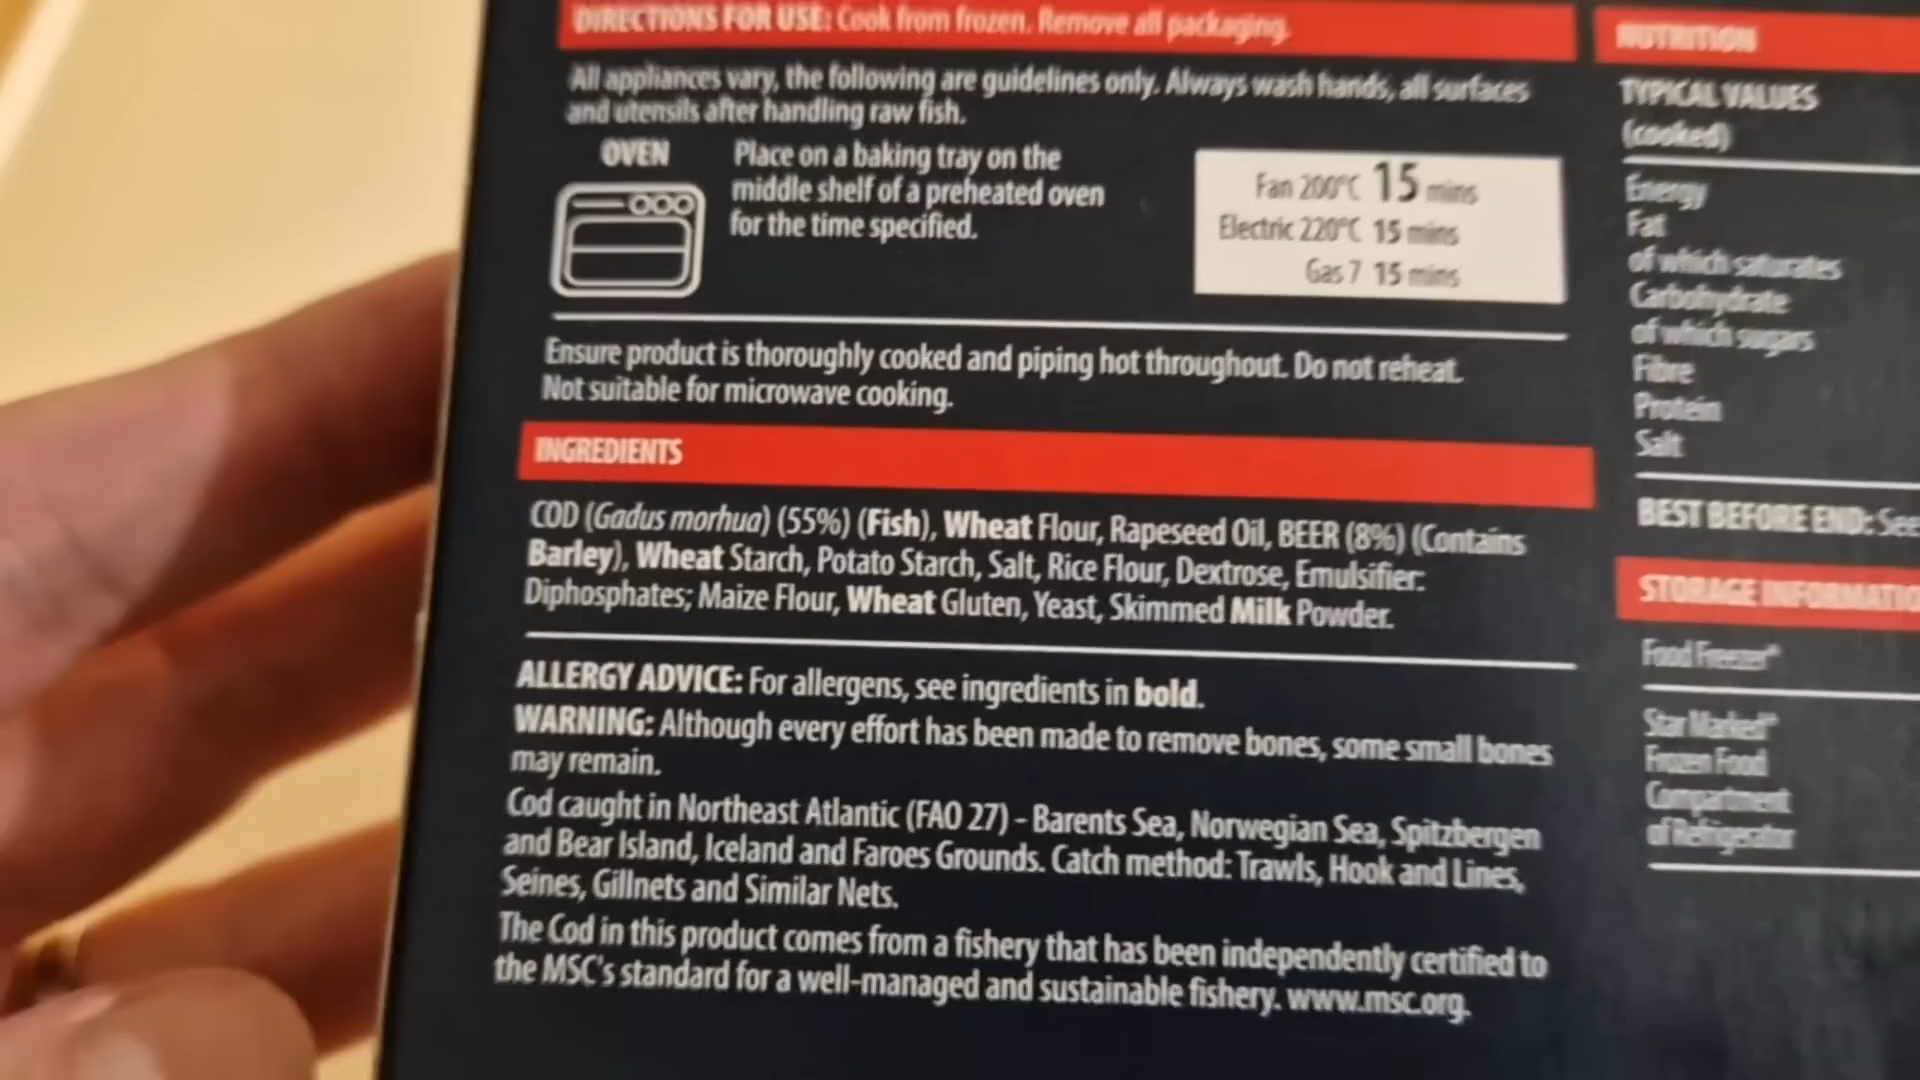 DIRECTIONS FOR USE: Cook from frozen. Remove all packaging.
All appliances vary, the following are guidelines only. Always wash hands, all surfaces
and utensils after handling raw fish.
OVEN
Place on a baking tray on the
middle shelf of a preheated oven
for the time specified.
Fan 200°C 15 mins
Electric 220°C 15 mins
Gas 7 15 mins
Ensure product is thoroughly cooked and piping hot throughout. Do not reheat.
Not suitable for microwave cooking.
INGREDIENTS
COD (Gadus morhua) (55%) (Fish), Wheat Flour, Rapeseed Oil, BEER (8%) (Contains
Barley), Wheat Starch, Potato Starch, Salt, Rice Flour, Dextrose, Emulsifier:
Diphosphates; Maize Flour, Wheat Gluten, Yeast, Skimmed Milk Powder.
ALLERGY ADVICE: For allergens, see ingredients in bold.
WARNING: Although every effort has been made to remove bones, some small bones
may remain.
Cod caught in Northeast Atlantic (FAO 27) - Barents Sea, Norwegian Sea, Spitzbergen
and Bear Island, Iceland and Faroes Grounds. Catch method: Trawls, Hook and Lines,
Seines, Gillnets and Similar Nets.
The Cod in this product comes from a fishery that has been independently certified to
the MSC's standard for a well-managed and sustainable fishery. www.msc.org.
NUTRITION
TYPICAL VALUES
(cooked)
Energy
Fat
of which saturates
Carbohydrate
of which sugars
Fibre
Protein
Salt
BEST BEFORE END: See
STORAGE INFORMATIO
Food Freezer*
Star Marked*
Frozen Food
Compartment
of Refrigerator